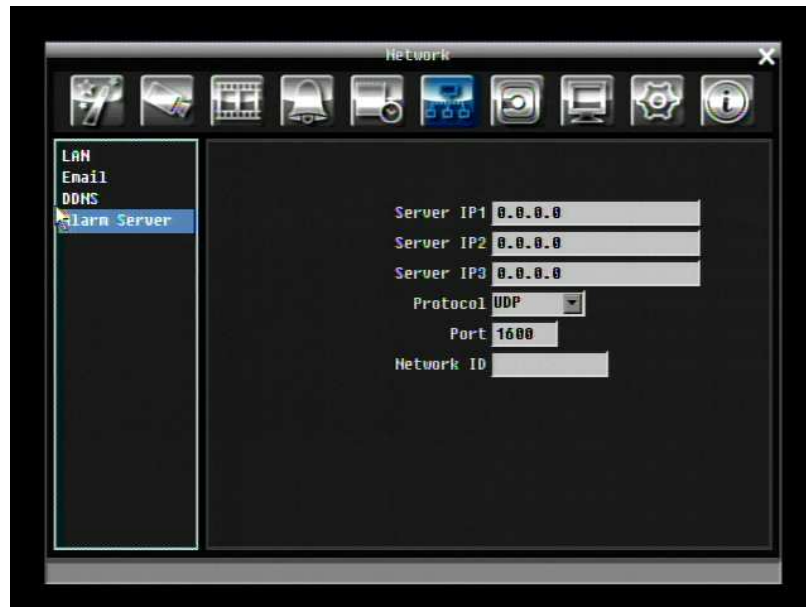 Network
LAN
Email
DDNS
Alarm Server
Server IP1 0.0.0.0
Server IP2 0.0.0.0
Server IP3 0.0.0.0
Protocol UDP
Port 1600
Network ID